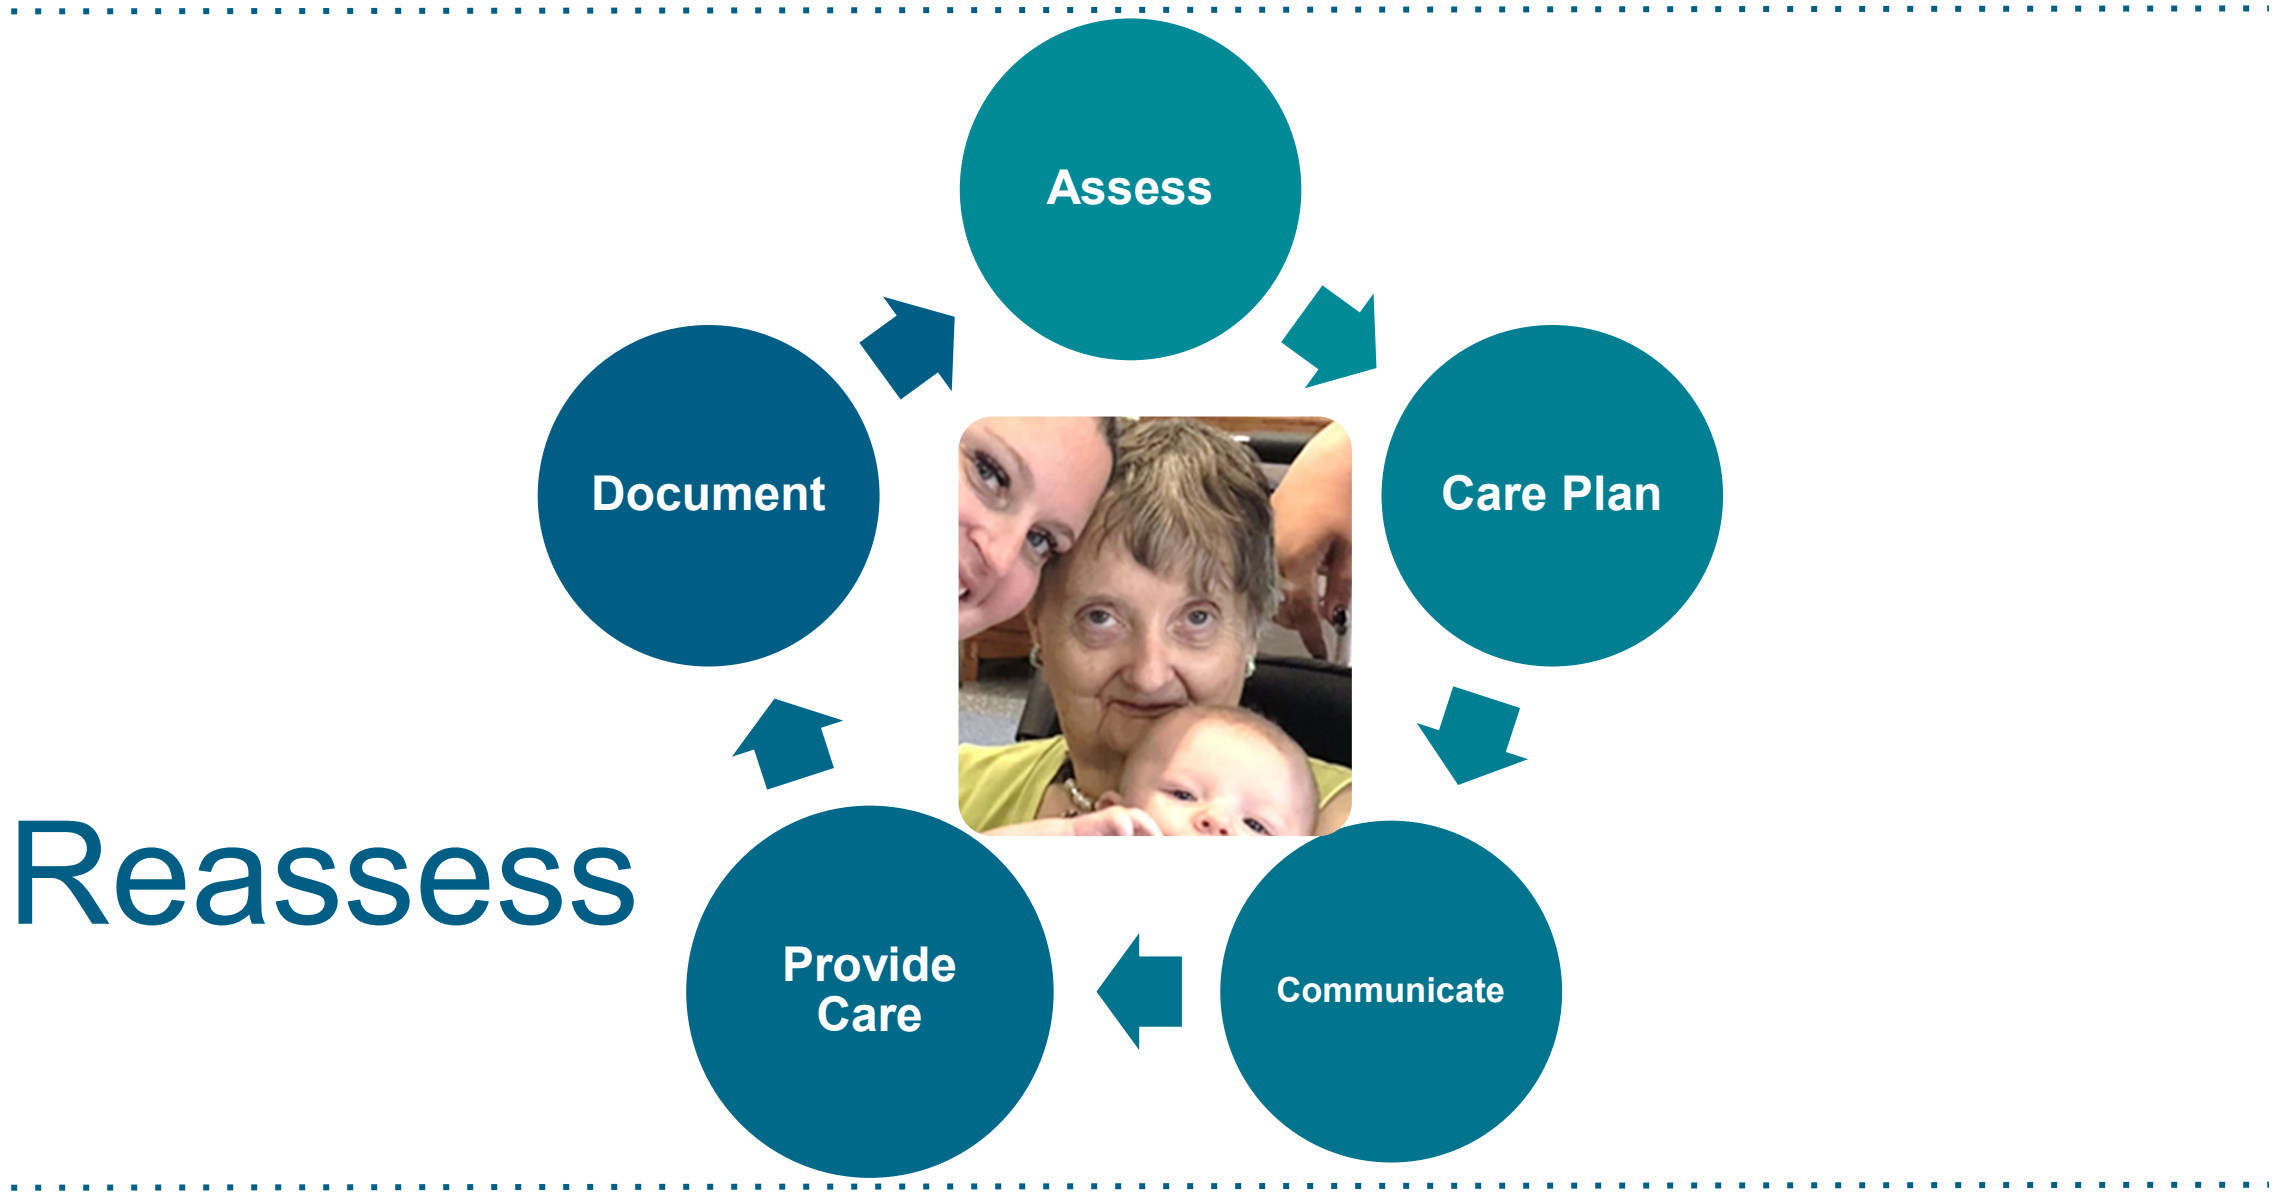 Assess
Care Plan
Communicate
Provide
Care
Document
Reassess